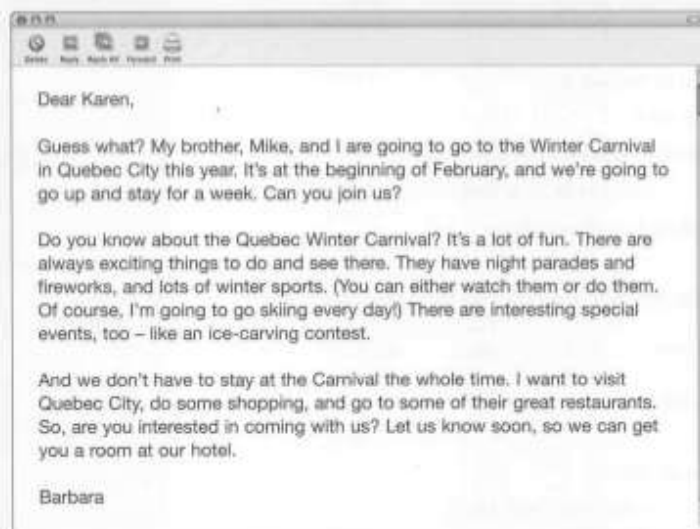 Delete Reply Reply All Forward Print
Dear Karen,
Guess what? My brother, Mike, and I are going to go to the Winter Carnival
in Quebec City this year. It's at the beginning of February, and we're going to
go up and stay for a week. Can you join us?
Do you know about the Quebec Winter Carnival? It's a lot of fun. There are
always exciting things to do and see there. They have night parades and
fireworks, and lots of winter sports. (You can either watch them or do them.
Of course, I'm going to go skiing every day!) There are interesting special
events, too – like an ice-carving contest.
And we don't have to stay at the Carnival the whole time. I want to visit
Quebec City, do some shopping, and go to some of their great restaurants.
So, are you interested in coming with us? Let us know soon, so we can get
you a room at our hotel.
Barbara